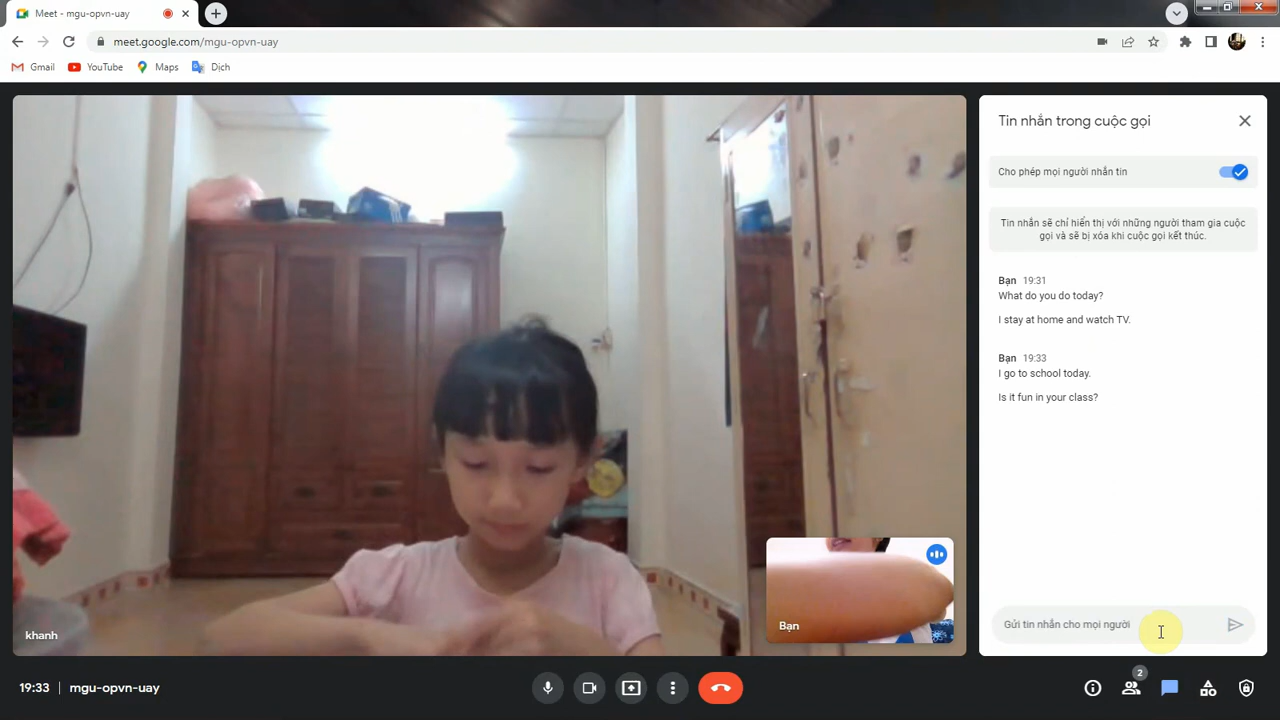 Meet - mgu-opvn-uay
meet.google.com/mgu-opvn-uay
Gmail YouTube Maps Dịch
Tin nhắn trong cuộc gọi
Cho phép mọi người nhắn tin
Tin nhắn sẽ chỉ hiển thị với những người tham gia cuộc
gọi và sẽ bị xóa khi cuộc gọi kết thúc.
Bạn 19:31
What do you do today?
I stay at home and watch TV.
Bạn 19:33
I go to school today.
Is it fun in your class?
khanh
Bạn
Gửi tin nhắn cho mọi người
19:33 | mgu-opvn-uay
2